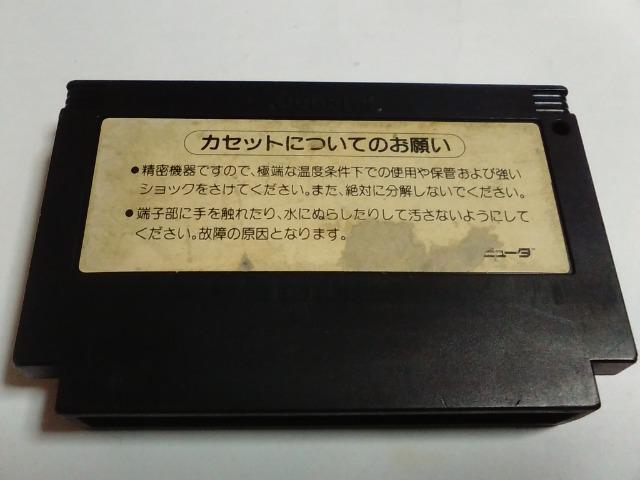 カセットについてのお願い
●精密機器ですので、極端な温度条件下での使用や保管および強い
ショックをさけてください。また、絶対に分解しないでください。
●端子部に手を触れたり、水にぬらしたりして汚さないようにして
ください。故障の原因となります。
ピュータ™